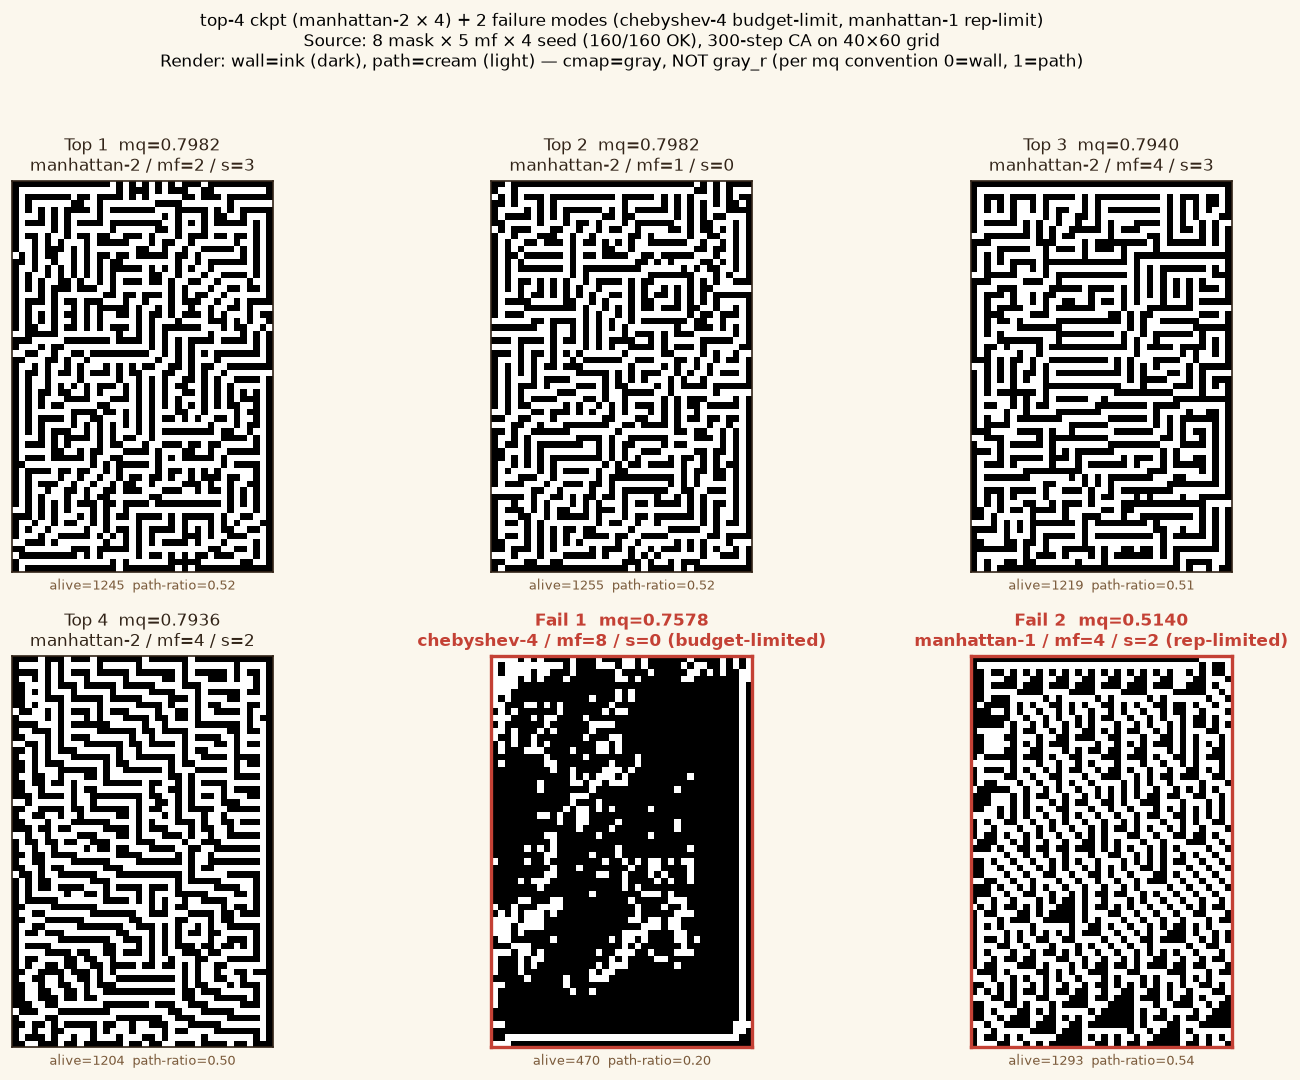 top-4 ckpt (manhattan-2 × 4) + 2 failure modes (chebyshev-4 budget-limit, manhattan-1 rep-limit)
Source: 8 mask × 5 mf × 4 seed (160/160 OK), 300-step CA on 40×60 grid
Render: wall=ink (dark), path=cream (light) — cmap=gray, NOT gray_r (per mq convention 0=wall, 1=path)
Top 1  mq=0.7982
manhattan-2 / mf=2 / s=3
alive=1245  path-ratio=0.52
Top 2  mq=0.7982
manhattan-2 / mf=1 / s=0
alive=1255  path-ratio=0.52
Top 3  mq=0.7940
manhattan-2 / mf=4 / s=3
alive=1219  path-ratio=0.51
Top 4  mq=0.7936
manhattan-2 / mf=4 / s=2
alive=1204  path-ratio=0.50
Fail 1  mq=0.7578
chebyshev-4 / mf=8 / s=0 (budget-limited)
alive=470  path-ratio=0.20
Fail 2  mq=0.5140
manhattan-1 / mf=4 / s=2 (rep-limited)
alive=1293  path-ratio=0.54